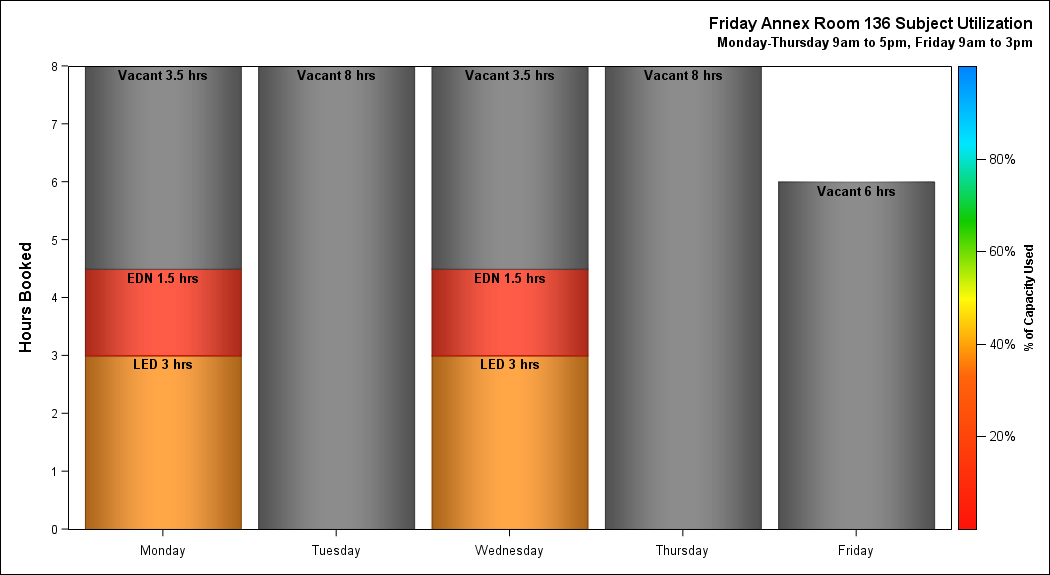 Friday Annex Room 136 Subject Utilization
Monday-Thursday 9am to 5pm, Friday 9am to 3pm
Hours Booked
8
7
6
5
4
3
2
1
0
Vacant 3.5 hrs
EDN 1.5 hrs
LED 3 hrs
Vacant 8 hrs
Vacant 3.5 hrs
EDN 1.5 hrs
LED 3 hrs
Vacant 8 hrs
Vacant 6 hrs
Monday
Tuesday
Wednesday
Thursday
Friday
80%
60%
40%
20%
% of Capacity Used